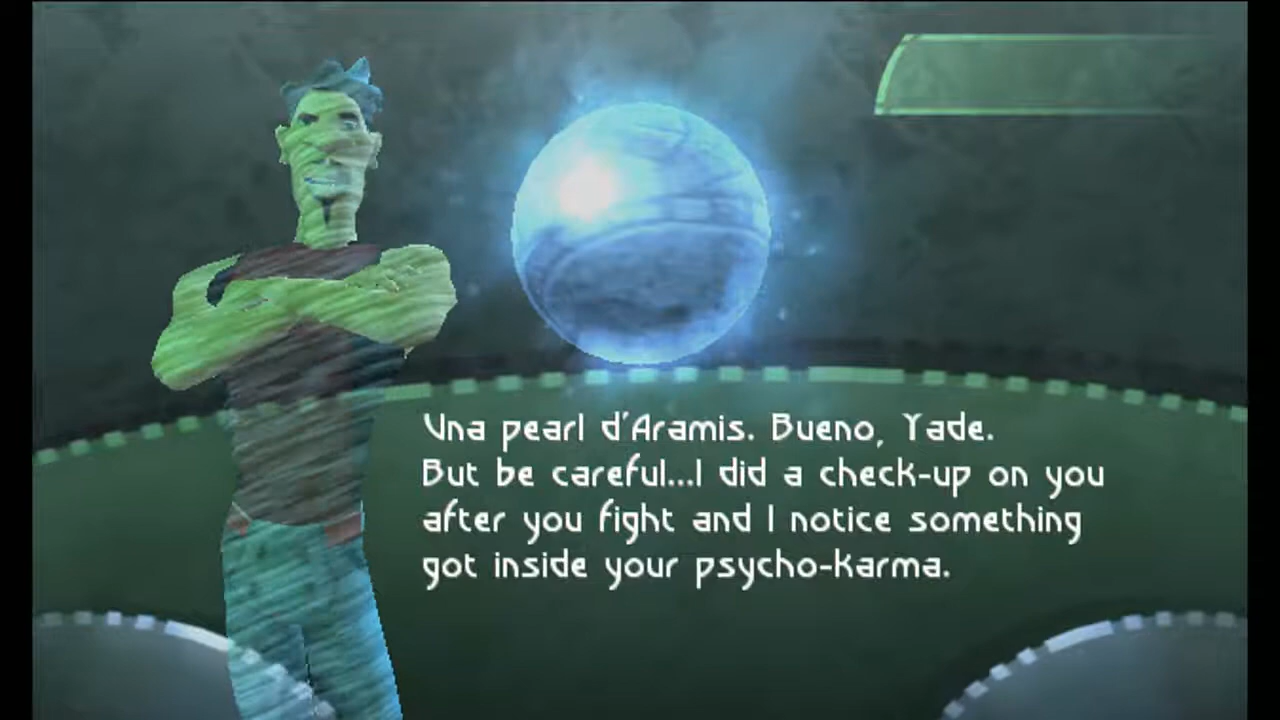 Una pearl d'Aramis. Bueno, Yade.
But be careful...I did a check-up on you
after you fight and I notice something
got inside your psycho-karma.